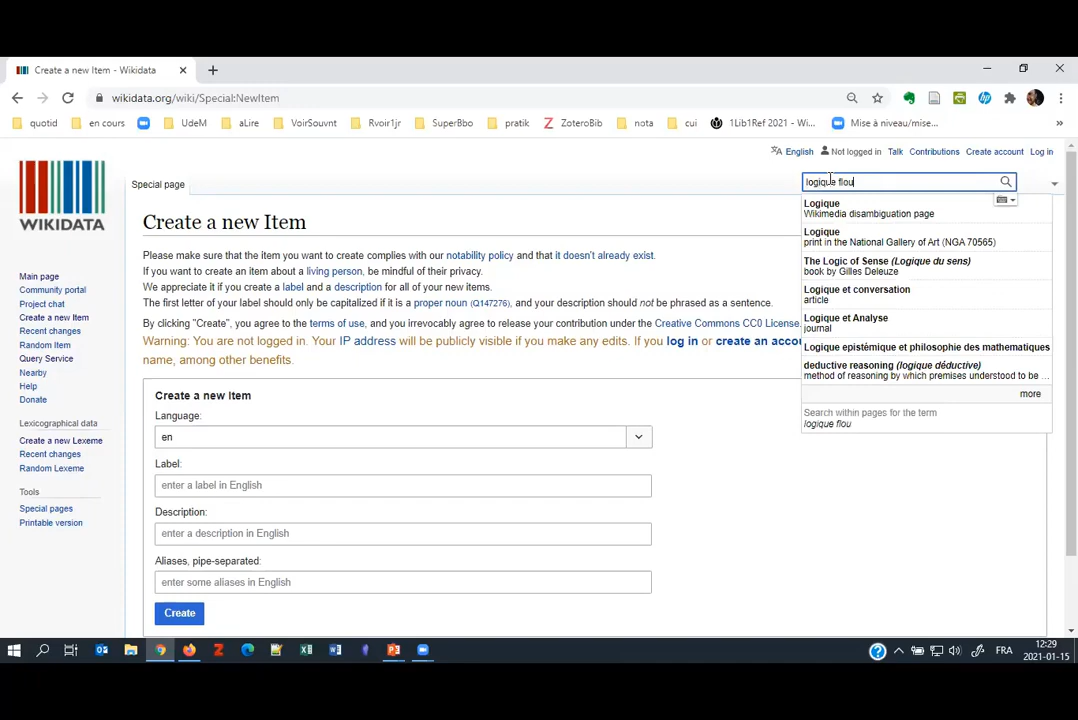 Create a new Item - Wikidata
wikidata.org/wiki/Special:NewItem
quotid
en cours
UdeM
aLire
VoirSouvnt
Rvoir1jr
SuperBbo
pratik
Z ZoteroBib
nota
cui
1Lib1Ref 2021 - Wi...
Mise à niveau/mise...
»
English
Not logged in
Talk
Contributions
Create account
Log in
WIKIDATA
Special page
logique flou
Logique
Wikimedia disambiguation page
Logique
print in the National Gallery of Art (NGA 70565)
The Logic of Sense (Logique du sens)
book by Gilles Deleuze
Logique et conversation
article
Logique et Analyse
journal
Logique epistémique et philosophie des mathematiques
deductive reasoning (logique déductive)
method of reasoning by which premises understood to be ...
more
Search within pages for the term
logique flou
Main page
Community portal
Project chat
Create a new Item
Recent changes
Random Item
Query Service
Nearby
Help
Donate
Lexicographical data
Create a new Lexeme
Recent changes
Random Lexeme
Tools
Special pages
Printable version
Create a new Item
Please make sure that the item you want to create complies with our notability policy and that it doesn't already exist.
If you want to create an item about a living person, be mindful of their privacy.
We appreciate it if you create a label and a description for all new items.
The first letter of your label should only be capitalized if it is a proper noun (Q147276), and your description should not be phrased as a sentence.
By clicking "Create", you agree to the terms of use, and you irrevocably agree to release your contribution under the Creative Commons CC0 License.
Warning: You are not logged in. Your IP address will be publicly visible if you make any edits. If you log in or create an accou
name, among other benefits.
Create a new Item
Language:
en
Label:
enter a label in English
Description:
enter a description in English
Aliases, pipe-separated:
enter some aliases in English
Create
FRA
12:29
2021-01-15